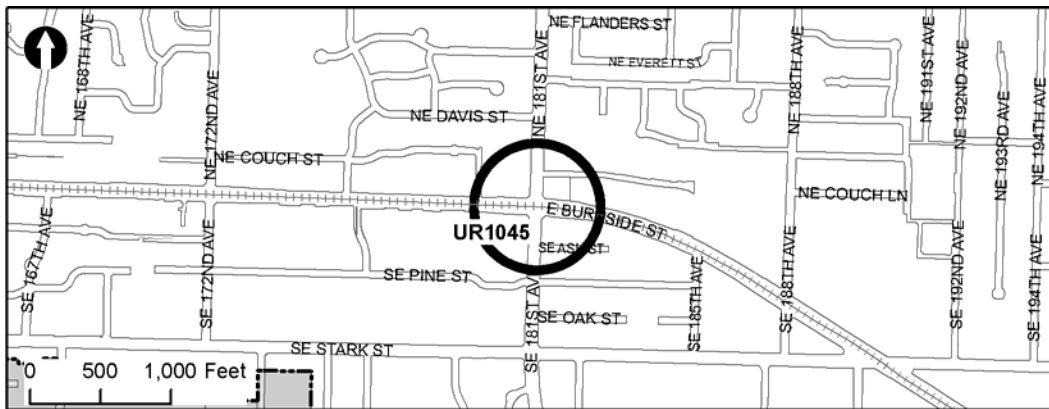 NE FLANDERS ST
NE EVERETT ST
NE 168TH AVE
NE 172ND AVE
NE 181ST AVE
NE 188TH AVE
NE 191ST AVE
NE 192ND AVE
NE 193RD AVE
NE 194TH AVE
NE DAVIS ST
NE COUCH ST
NE COUCH LN
E BURNSIDE ST
UR1045
SE ASH ST
SE PINE ST
SE 167TH AVE
SE 172ND AVE
SE 181ST AVE
SE 185TH AVE
SE 188TH AVE
SE 192ND AVE
SE 194TH AVE
SE OAK ST
SE STARK ST
0 500 1,000 Feet